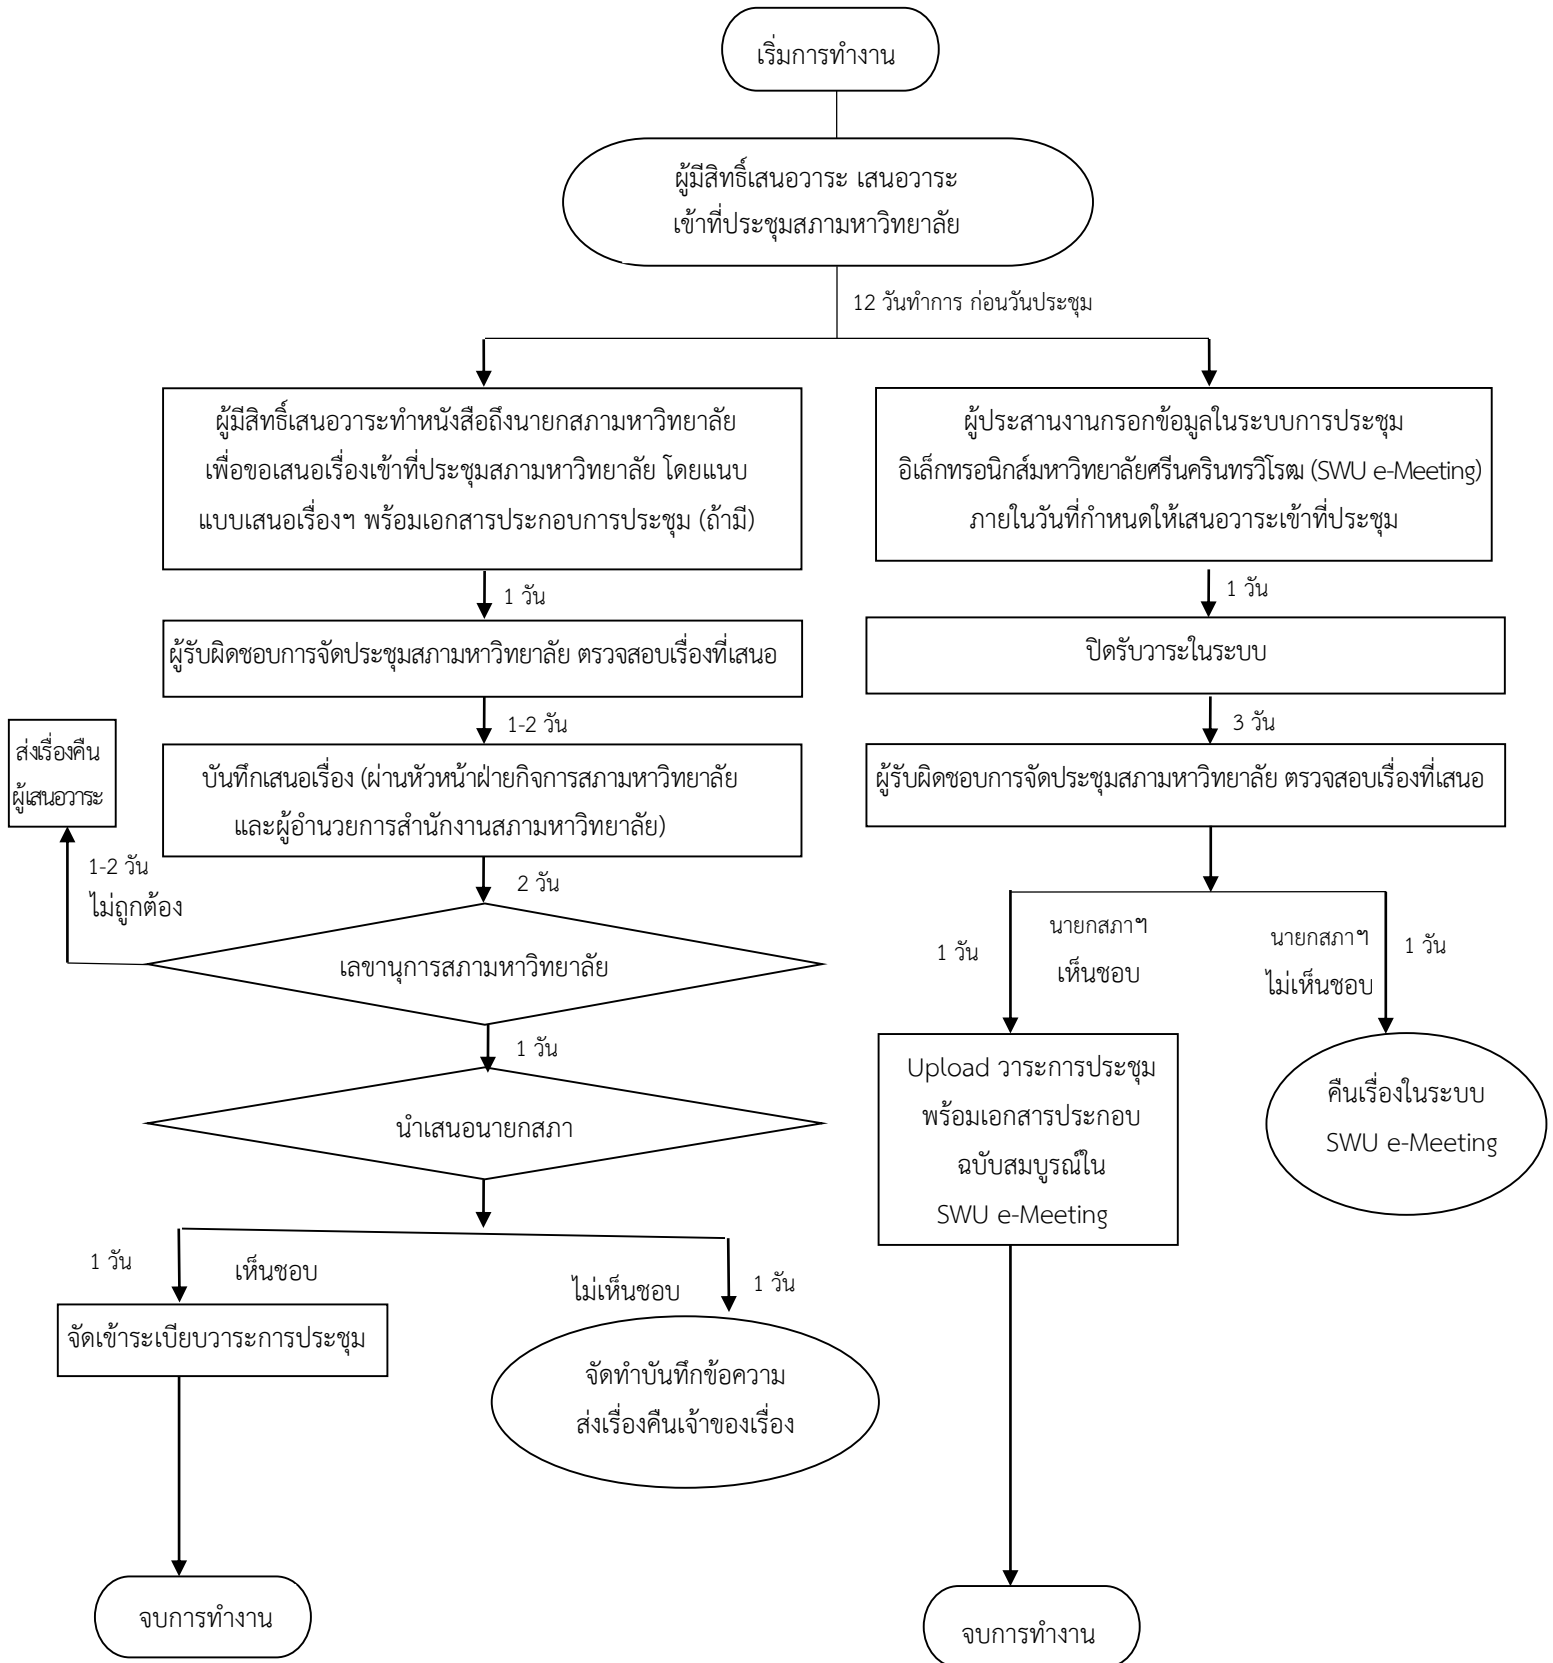 เริ่มการทำงาน
ผู้มีสิทธิ์เสนอวาระ เสนอวาระ
เข้าที่ประชุมสภามหาวิทยาลัย
12 วันทำการ ก่อนวันประชุม
ผู้มีสิทธิ์เสนอวาระทำหนังสือถึงนายกสภามหาวิทยาลัย
เพื่อขอเสนอเรื่องเข้าที่ประชุมสภามหาวิทยาลัย โดยแนบ
แบบเสนอเรื่องฯ พร้อมเอกสารประกอบการประชุม (ถ้ามี)
1 วัน
ผู้รับผิดชอบการจัดประชุมสภามหาวิทยาลัย ตรวจสอบเรื่องที่เสนอ
1-2 วัน
บันทึกเสนอเรื่อง (ผ่านหัวหน้าฝ่ายกิจการสภามหาวิทยาลัย
และผู้อำนวยการสำนักงานสภามหาวิทยาลัย)
2 วัน
ส่งเรื่องคืน
ผู้เสนอวาระ
1-2 วัน
ไม่ถูกต้อง
เลขานุการสภามหาวิทยาลัย
1 วัน
นำเสนอนายกสภา
1 วัน
เห็นชอบ
ไม่เห็นชอบ
1 วัน
จัดเข้าระเบียบวาระการประชุม
จัดทำบันทึกข้อความ
ส่งเรื่องคืนเจ้าของเรื่อง
จบการทำงาน
ผู้ประสานงานกรอกข้อมูลในระบบการประชุม
อิเล็กทรอนิกส์มหาวิทยาลัยศรีนครินทรวิโรฒ (SWU e-Meeting)
ภายในวันที่กำหนดให้เสนอวาระเข้าที่ประชุม
1 วัน
ปิดรับวาระในระบบ
3 วัน
ผู้รับผิดชอบการจัดประชุมสภามหาวิทยาลัย ตรวจสอบเรื่องที่เสนอ
1 วัน
นายกสภาฯ
เห็นชอบ
นายกสภาฯ
ไม่เห็นชอบ
1 วัน
Upload วาระการประชุม
พร้อมเอกสารประกอบ
ฉบับสมบูรณ์ใน
SWU e-Meeting
คืนเรื่องในระบบ
SWU e-Meeting
จบการทำงาน